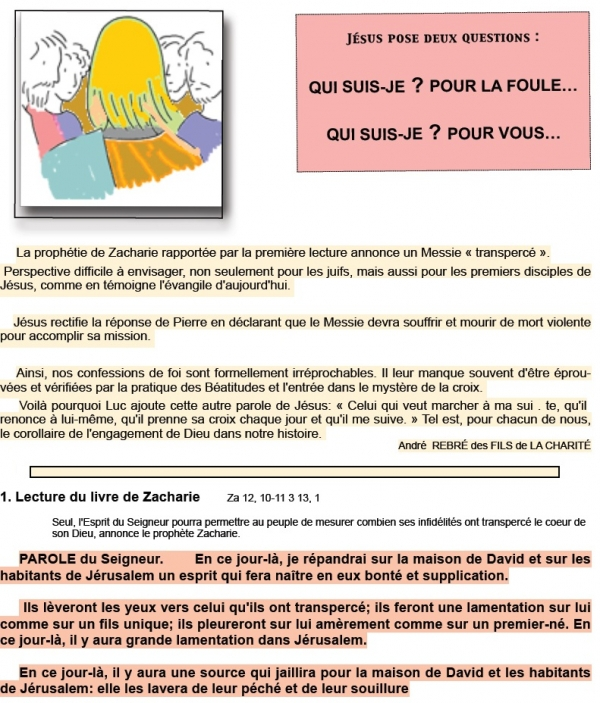 JÉSUS POSE DEUX QUESTIONS :
QUI SUIS-JE ? POUR LA FOULE...
QUI SUIS-JE ? POUR VOUS...
La prophétie de Zacharie rapportée par la première lecture annonce un Messie « transpercé ».
Perspective difficile à envisager, non seulement pour les juifs, mais aussi pour les premiers disciples de
Jésus, comme en témoigne l'évangile d'aujourd'hui.
Jésus rectifie la réponse de Pierre en déclarant que le Messie devra souffrir et mourir de mort violente
pour accomplir sa mission.
Ainsi, nos confessions de foi sont formellement irréprochables. Il leur manque souvent d'être éprou-
vées et vérifiées par la pratique des Béatitudes et l'entrée dans le mystère de la croix.
Voilà pourquoi Luc ajoute cette autre parole de Jésus: « Celui qui veut marcher à ma sui . te, qu'il
renonce à lui-même, qu'il prenne sa croix chaque jour et qu'il me suive. » Tel est, pour chacun de nous,
le corollaire de l'engagement de Dieu dans notre histoire.
André REBRÉ des FILS de LA CHARITÉ
1. Lecture du livre de Zacharie Za 12, 10-11 3 13, 1
Seul, l'Esprit du Seigneur pourra permettre au peuple de mesurer combien ses infidélités ont transpercé le coeur de
son Dieu, annonce le prophète Zacharie.
PAROLE du Seigneur. En ce jour-là, je répandrai sur la maison de David et sur les
habitants de Jérusalem un esprit qui fera naître en eux bonté et supplication.
Ils lèveront les yeux vers celui qu'ils ont transpercé; ils feront une lamentation sur lui
comme sur un fils unique; ils pleureront sur lui amèrement comme sur un premier-né. En
ce jour-là, il y aura grande lamentation dans Jérusalem.
En ce jour-là, il y aura une source qui jaillira pour la maison de David et les habitants
de Jérusalem: elle les lavera de leur péché et de leur souillure